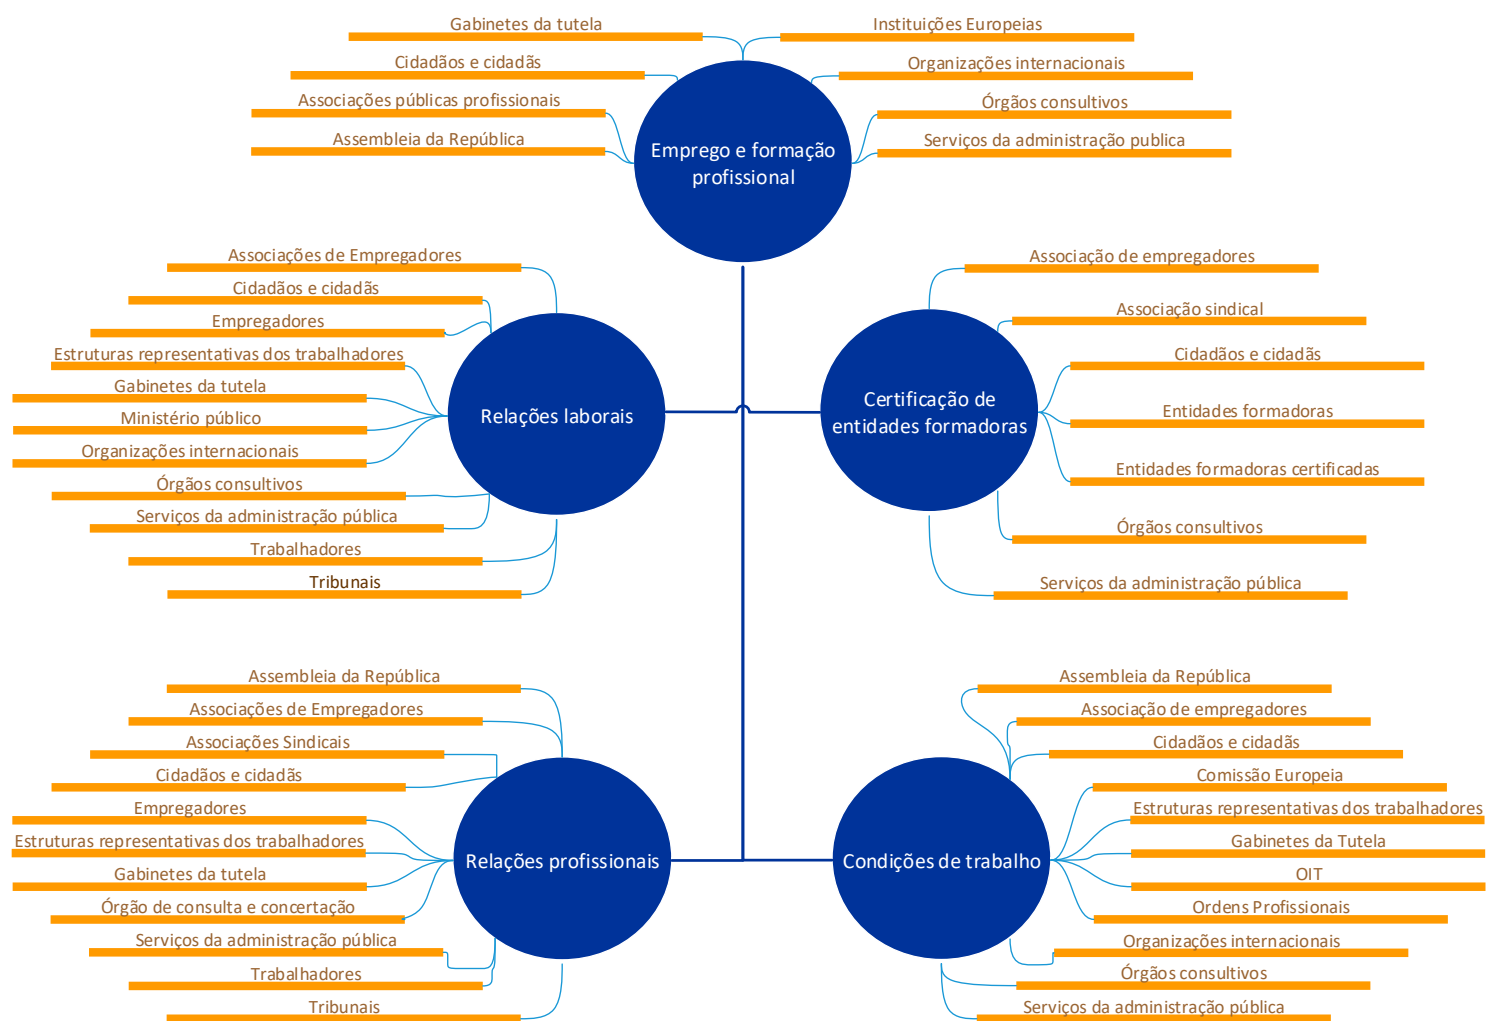 Gabinetes da tutela
Cidadãos e cidadãs
Associações públicas profissionais
Assembleia da República
Instituições Europeias
Organizações internacionais
Órgãos consultivos
Serviços da administração publica
Emprego e formação
profissional
Associações de Empregadores
Cidadãos e cidadãs
Empregadores
Estruturas representativas dos trabalhadores
Gabinetes da tutela
Ministério público
Organizações internacionais
Órgãos consultivos
Serviços da administração pública
Trabalhadores
Tribunais
Relações laborais
Associação de empregadores
Associação sindical
Cidadãos e cidadãs
Entidades formadoras
Entidades formadoras certificadas
Órgãos consultivos
Serviços da administração pública
Certificação de
entidades formadoras
Assembleia da República
Associações de Empregadores
Associações Sindicais
Cidadãos e cidadãs
Empregadores
Estruturas representativas dos trabalhadores
Gabinetes da tutela
Órgão de consulta e concertação
Serviços da administração pública
Trabalhadores
Tribunais
Relações profissionais
Assembleia da República
Associação de empregadores
Cidadãos e cidadãs
Comissão Europeia
Estruturas representativas dos trabalhadores
Gabinetes da Tutela
OIT
Ordens Profissionais
Organizações internacionais
Órgãos consultivos
Serviços da administração pública
Condições de trabalho